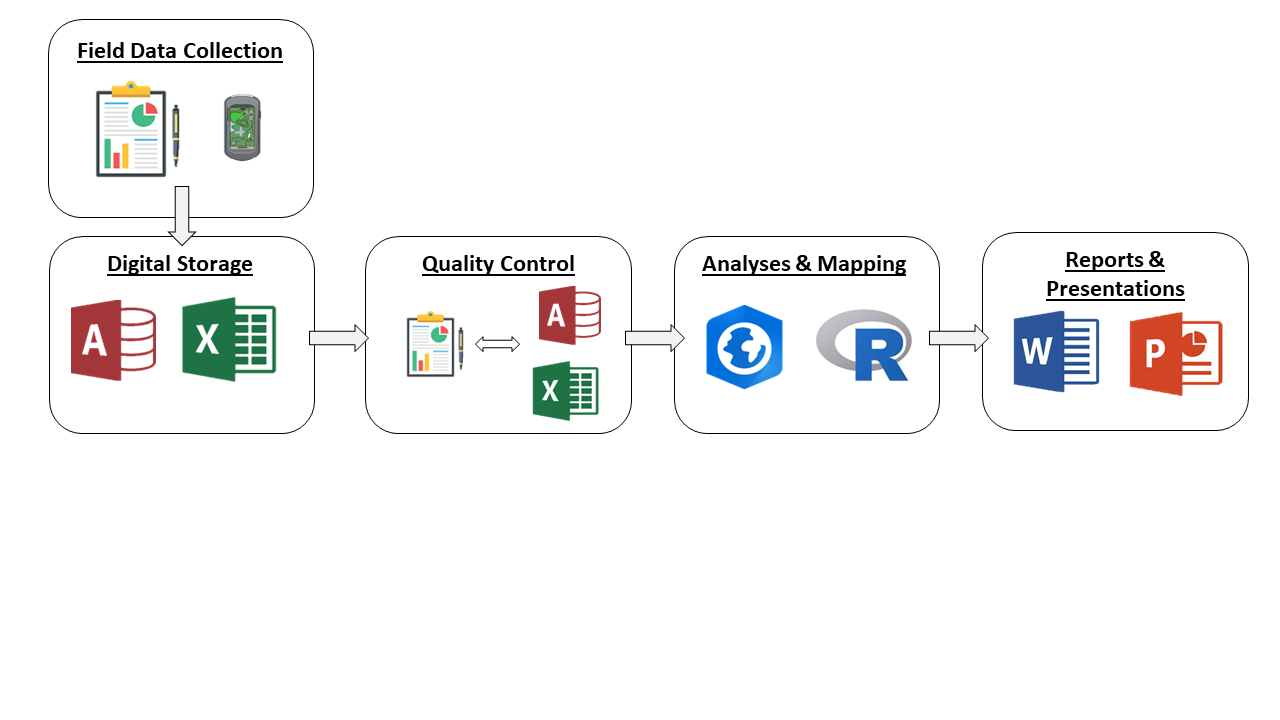 Field Data Collection
Digital Storage
A
X
Quality Control
A
X
Analyses & Mapping
R
Reports &
Presentations
W
P